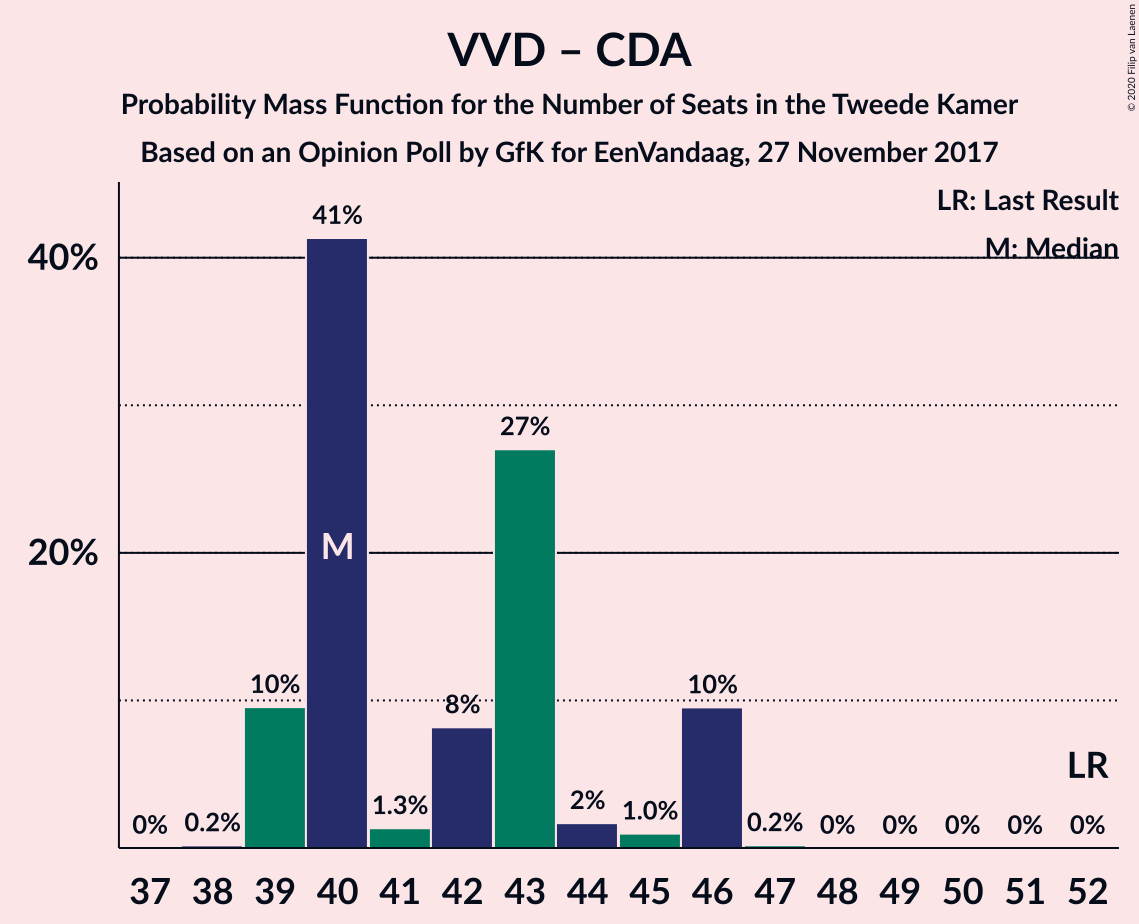 VVD – CDA
Probability Mass Function for the Number of Seats in the Tweede Kamer
Based on an Opinion Poll by GfK for EenVandaag, 27 November 2017
© 2020 Filip van Laenen
LR: Last Result
M: Median
40%
20%
0%
0.2%
10%
41%
M
1.3%
8%
27%
2%
1.0%
10%
0.2%
0%
0%
0%
0%
0%
LR
37 38 39 40 41 42 43 44 45 46 47 48 49 50 51 52